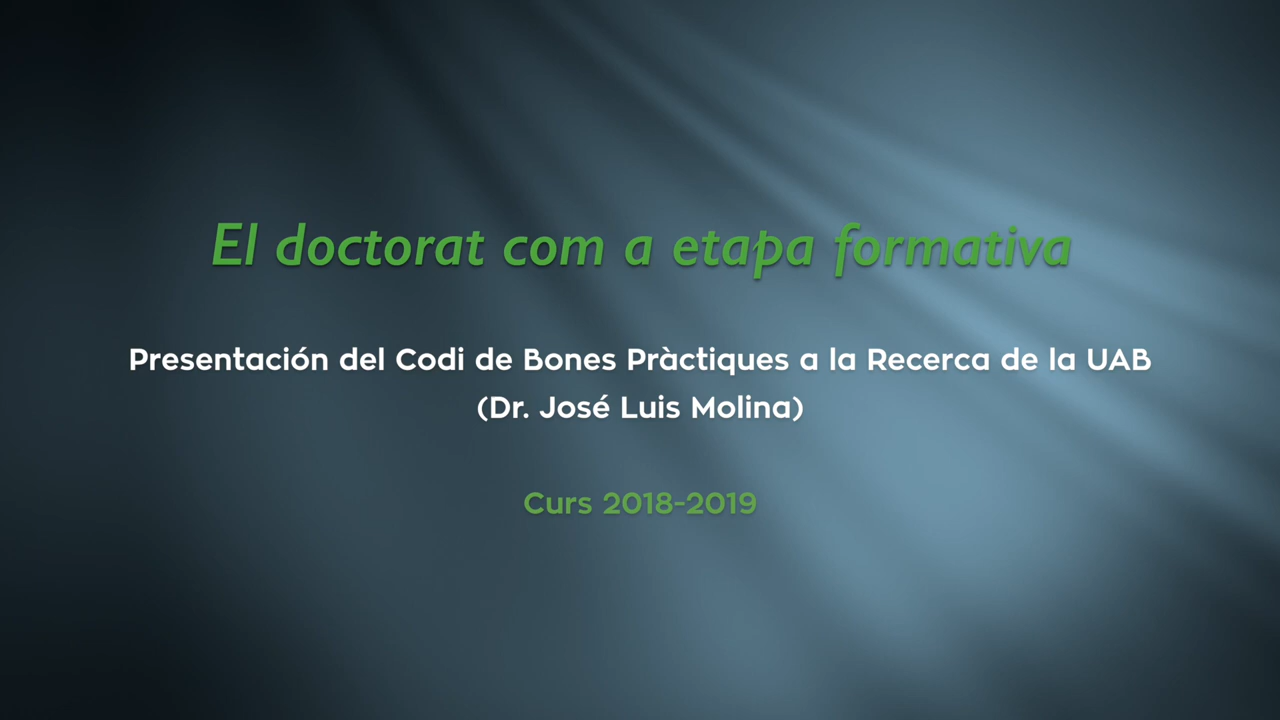 El doctorat com a etapa formativa
Presentación del Codi de Bones Pràctiques a la Recerca de la UAB
(Dr. José Luis Molina)
Curs 2018-2019